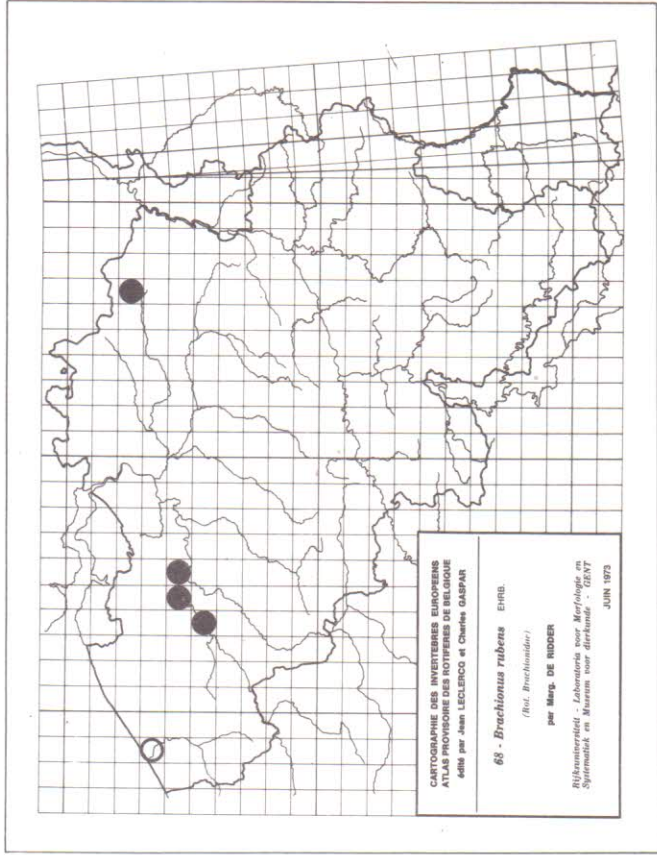 CARTOGRAPHIE DES INVERTEBRES EUROPEENS
ATLAS PROVISOIRE DES ROTIFERES DE BELGIQUE
édité par Jean LECLERCQ et Charles GASPAR
68 - Brachionus rubens EHRB.
(Rot. Brachionidae)
par Marg. DE RIDDER
Rijksuniversiteit - Laboratoria voor Morfologie en
Systematiek en Museum voor dierkunde - GENT
JUIN 1973